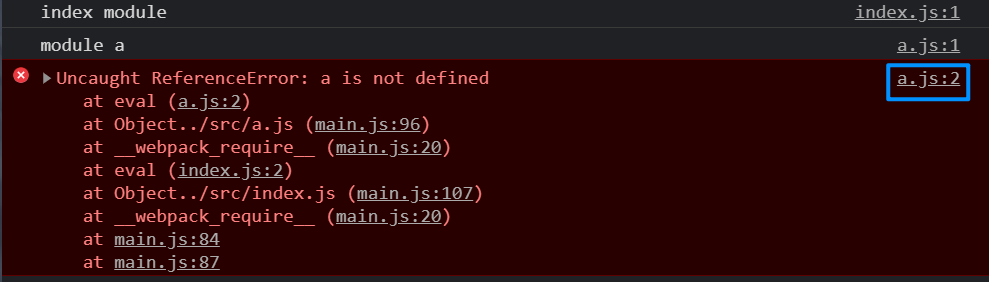 index module index.js:1
module a a.js:1
Uncaught ReferenceError: a is not defined a.js:2
at eval (a.js:2)
at Object../src/a.js (main.js:96)
at __webpack_require__ (main.js:20)
at eval (index.js:2)
at Object../src/index.js (main.js:107)
at __webpack_require__ (main.js:20)
at main.js:84
at main.js:87